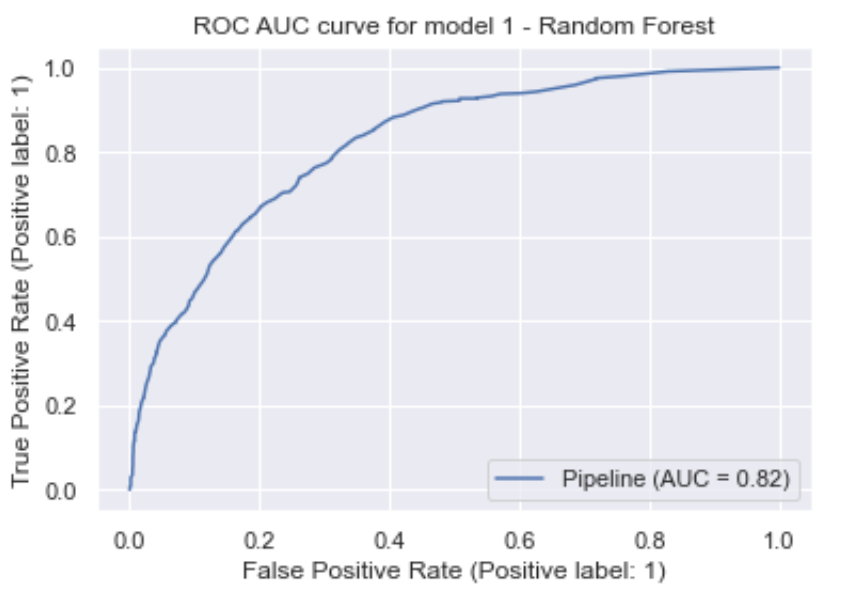 ROC AUC curve for model 1 - Random Forest
True Positive Rate (Positive label: 1)
1.0
0.8
0.6
0.4
0.2
0.0
Pipeline (AUC = 0.82)
0.0 0.2 0.4 0.6 0.8 1.0
False Positive Rate (Positive label: 1)